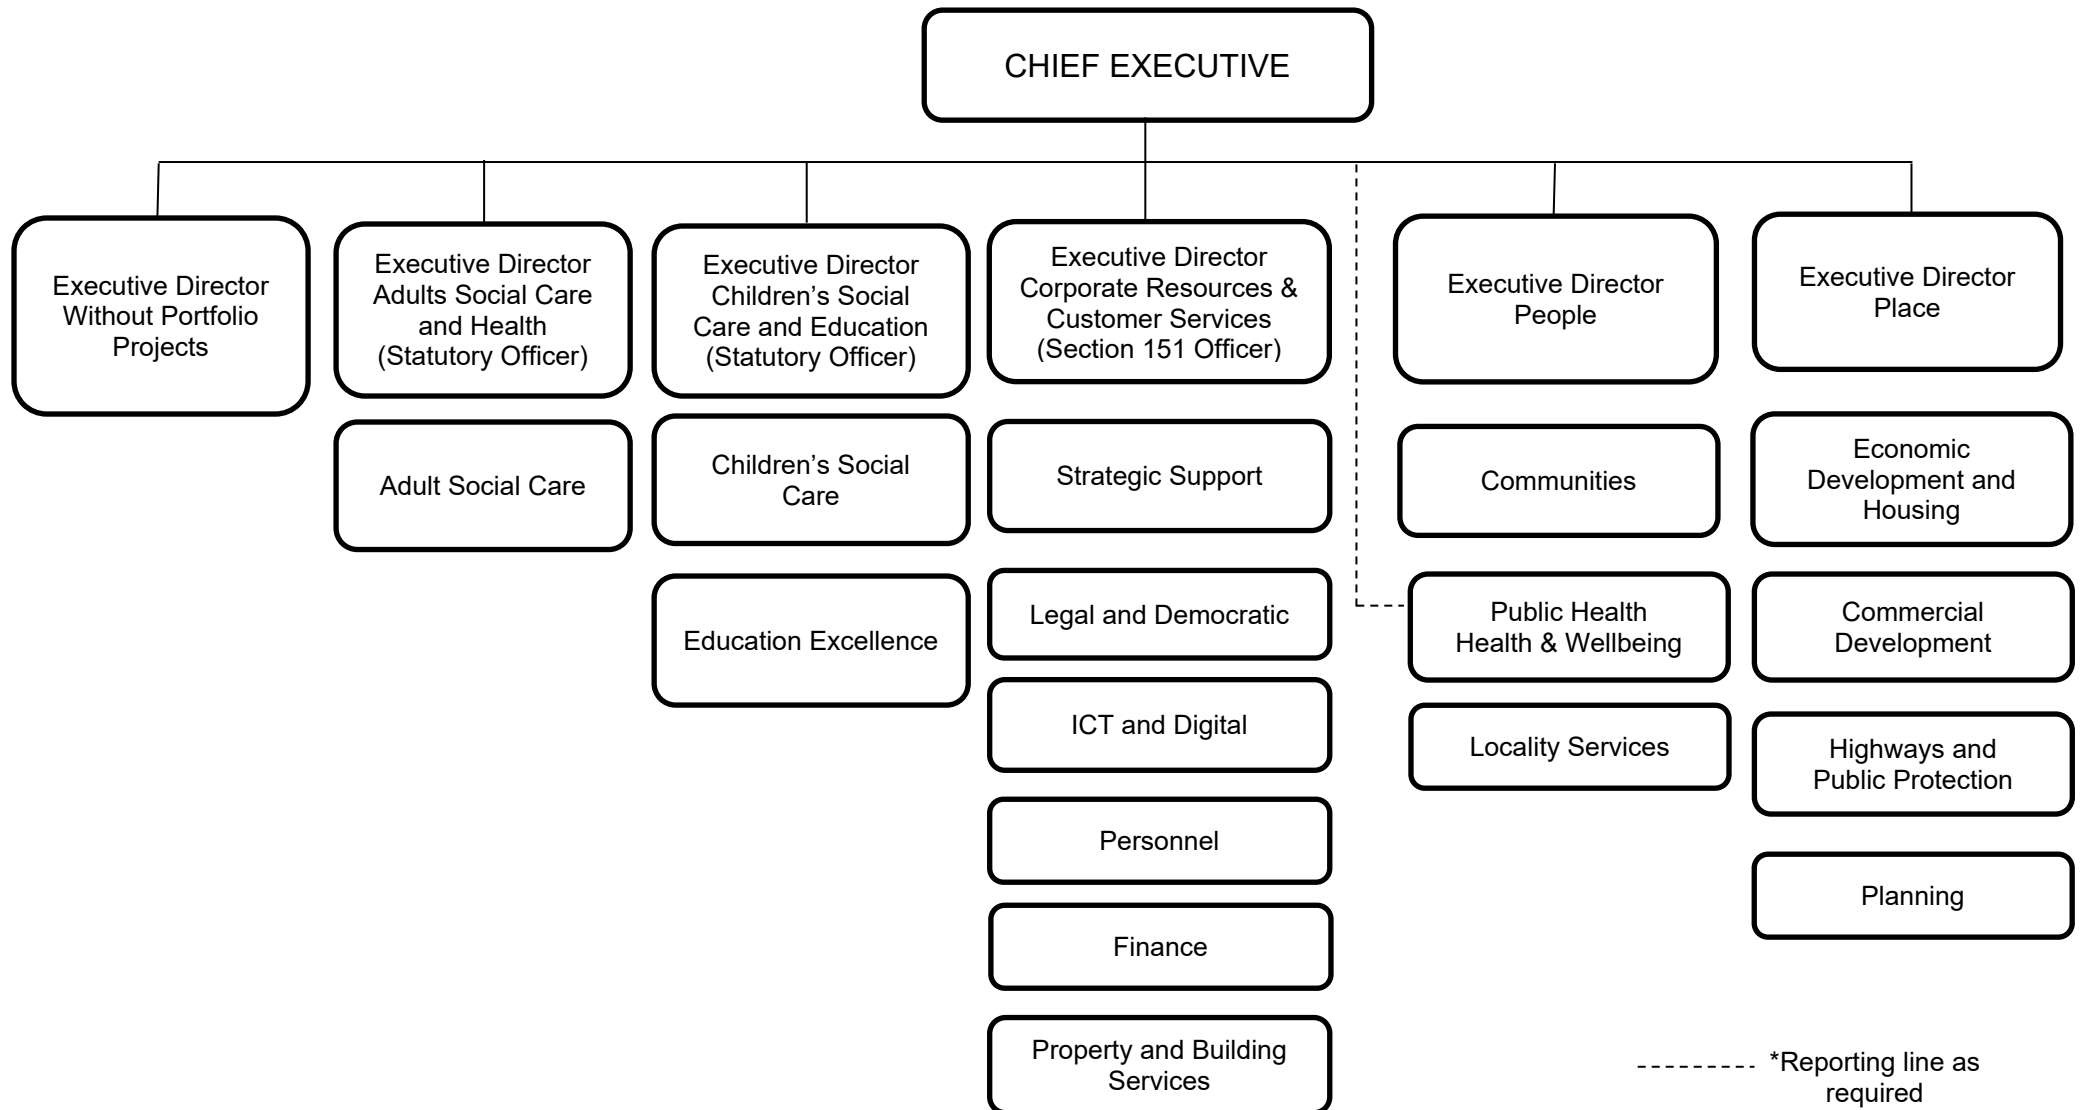 CHIEF EXECUTIVE
Executive Director
Without Portfolio
Projects
Executive Director
Adults Social Care
and Health
(Statutory Officer)
Adult Social Care
Executive Director
Children’s Social
Care and Education
(Statutory Officer)
Children’s Social
Care
Education Excellence
Executive Director
Corporate Resources &
Customer Services
(Section 151 Officer)
Strategic Support
Legal and Democratic
ICT and Digital
Personnel
Finance
Property and Building
Services
Executive Director
People
Communities
Public Health
Health & Wellbeing
Locality Services
Executive Director
Place
Economic
Development and
Housing
Commercial
Development
Highways and
Public Protection
Planning
*Reporting line as
required